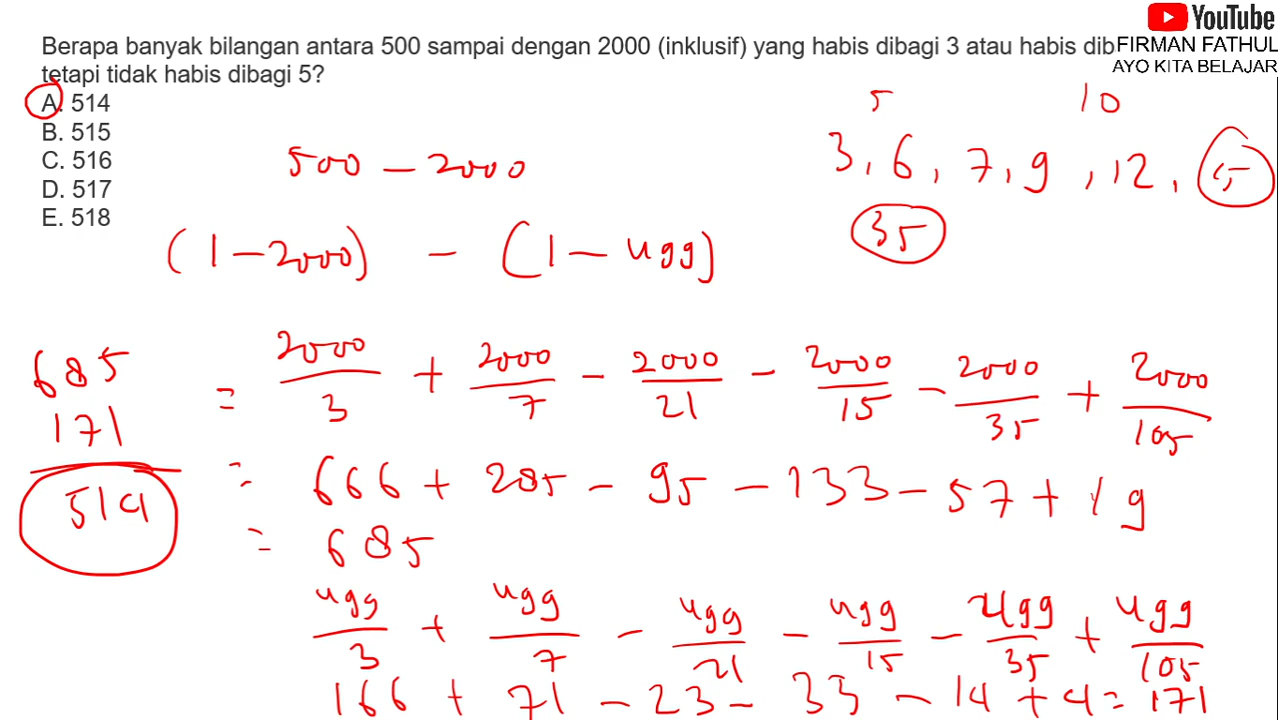 YouTube
Berapa banyak bilangan antara 500 sampai dengan 2000 (inklusif) yang habis dibagi 3 atau habis dib
FIRMAN FATHUL
tetapi tidak habis dibagi 5?
AYO KITA BELAJAR
A. 514
B. 515
C. 516
D. 517
E. 518
5 10
3, 6, 7, 9, 12, 15
35
500 - 2000
(1 - 2000) - (1 - 499)
= 2000/3 + 2000/7 - 2000/21 - 2000/15 - 2000/35 + 2000/105
= 666 + 285 - 95 - 133 - 57 + 19
= 685
685
171
514
499/3 + 499/7 - 499/21 - 499/15 - 499/35 + 499/105
166 + 71 - 23 - 33 - 14 + 4 = 171